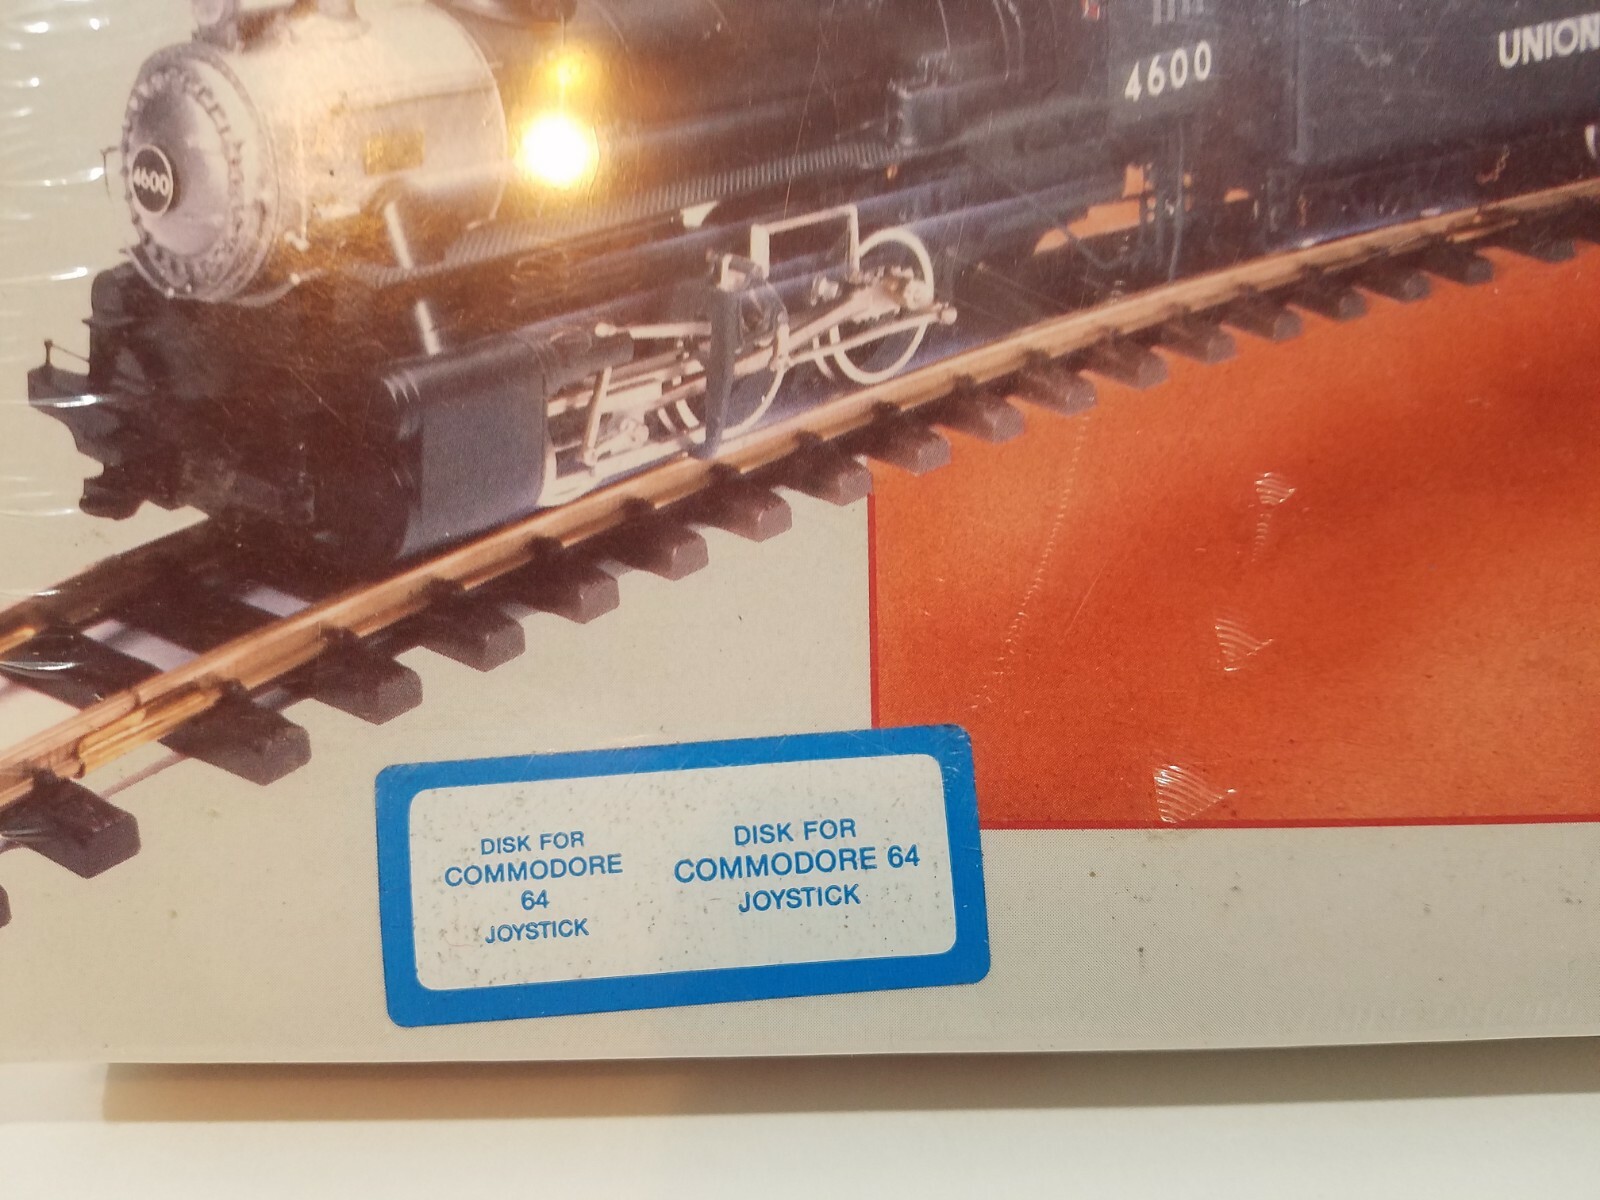 4600
UNION
4600
DISK FOR
COMMODORE
64
JOYSTICK
DISK FOR
COMMODORE 64
JOYSTICK